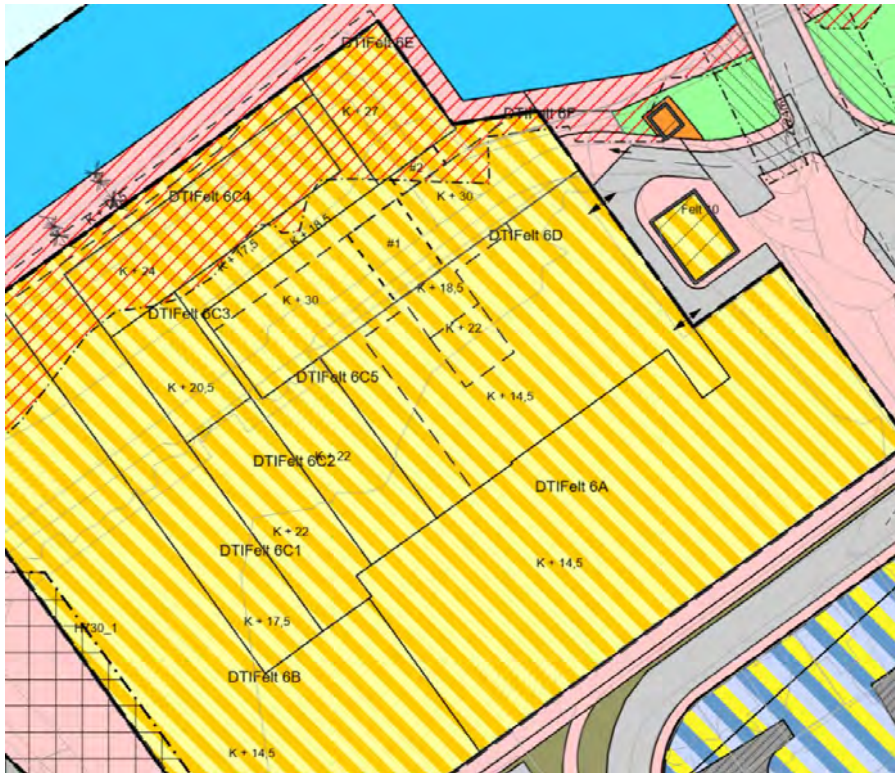 DTIFelt 6E
K + 27
DTIFelt 6F
#2
DTIFelt 6C4
K + 30
Felt 10
K + 18,5
DTIFelt 6D
#1
K + 17,5
K + 24
K + 18,5
K + 30
DTIFelt 6C3
K + 22
DTIFelt 6C5
K + 20,5
K + 14,5
DTIFelt 6C2
K + 22
DTIFelt 6A
K + 22
DTIFelt 6C1
K + 14,5
K + 17,5
H730_1
DTIFelt 6B
K + 14,5